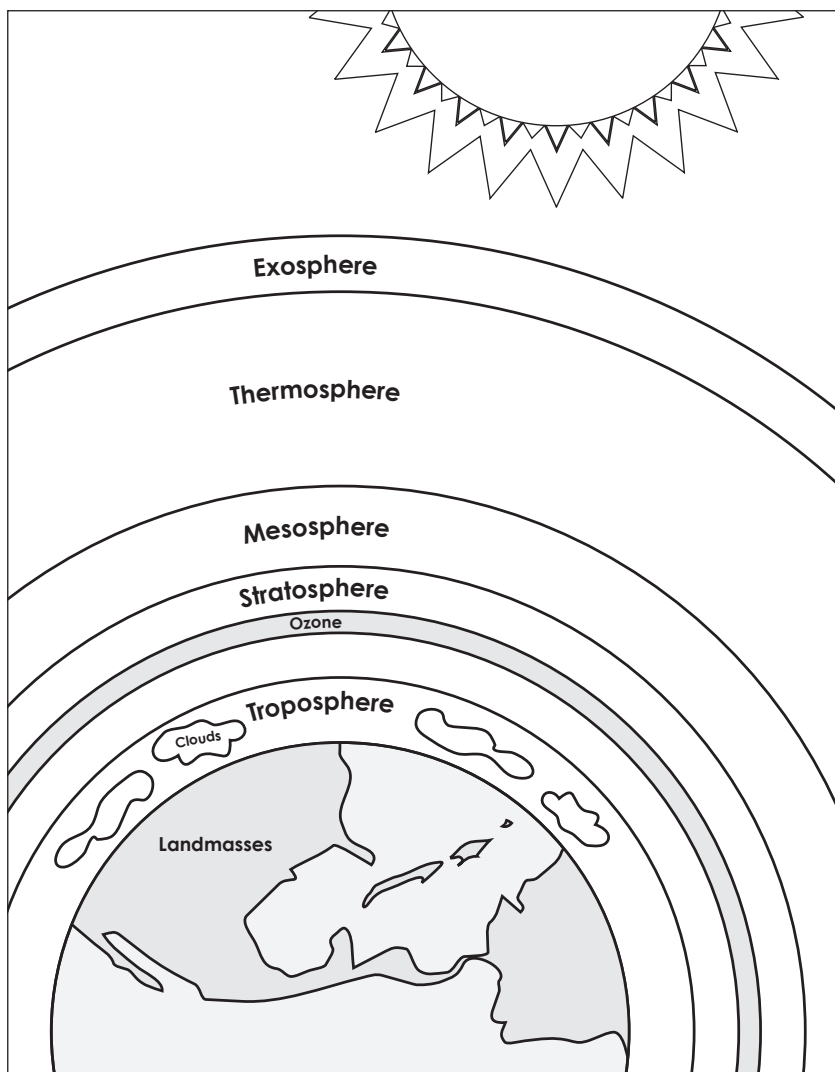 Exosphere
Thermosphere
Mesosphere
Stratosphere
Ozone
Troposphere
Clouds
Landmasses